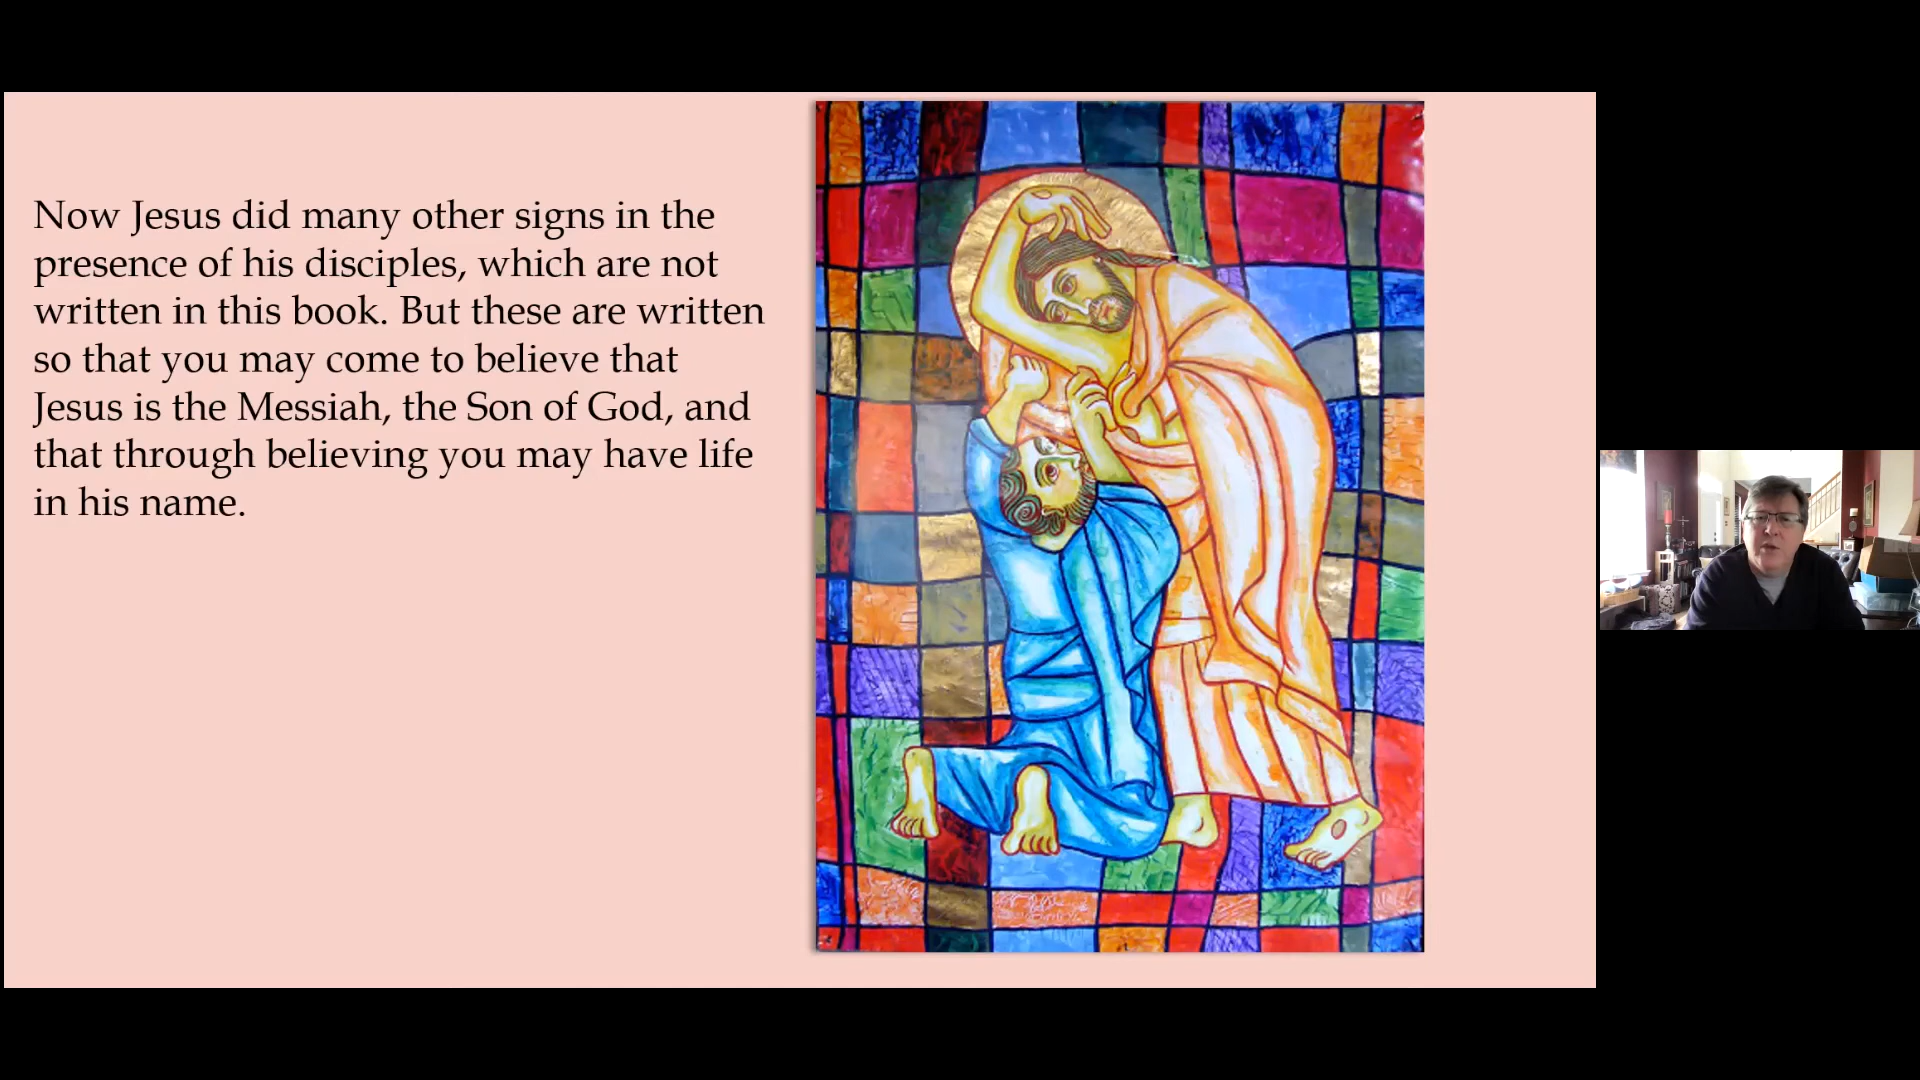 Now Jesus did many other signs in the
presence of his disciples, which are not
written in this book. But these are written
so that you may come to believe that
Jesus is the Messiah, the Son of God, and
that through believing you may have life
in his name.